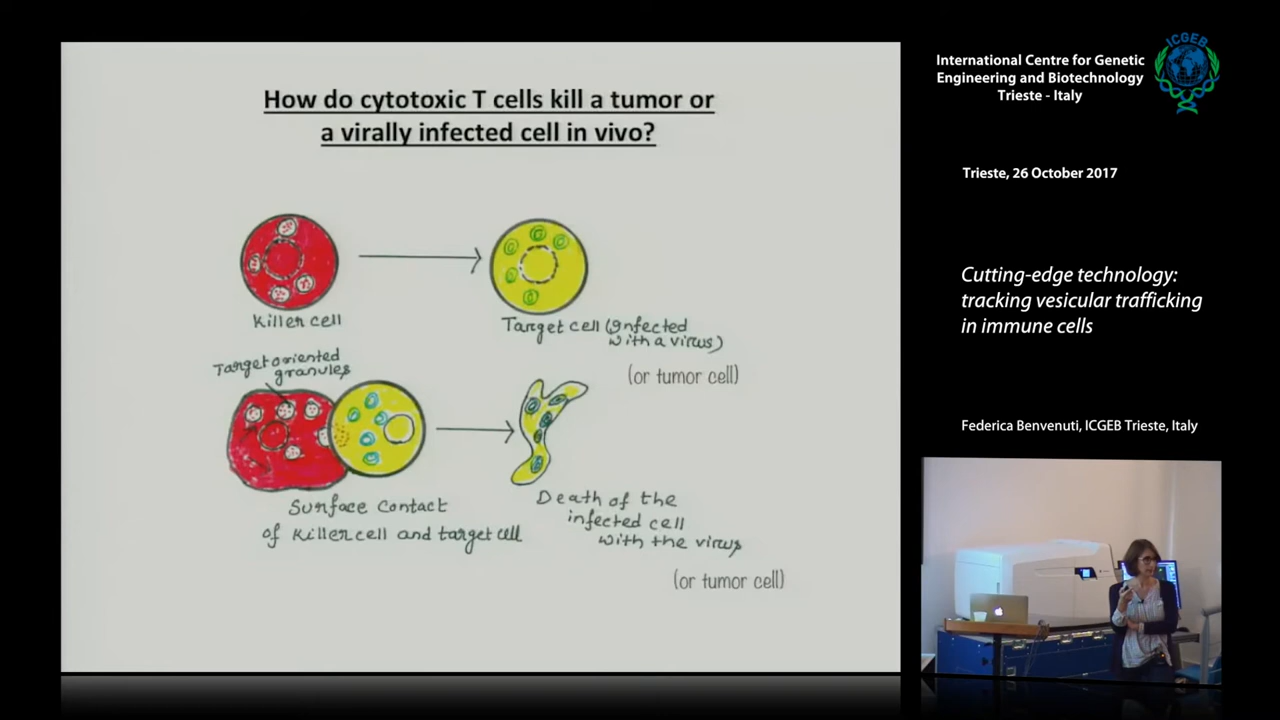 How do cytotoxic T cells kill a tumor or
a virally infected cell in vivo?
Killer cell
Target cell (Infected
with a virus)
(or tumor cell)
Target oriented
granules
Surface contact
of killer cell and target cell
Death of the
infected cell
with the virus
(or tumor cell)
International Centre for Genetic
Engineering and Biotechnology
Trieste - Italy
ICGEB
Trieste, 26 October 2017
Cutting-edge technology:
tracking vesicular trafficking
in immune cells
Federica Benvenuti, ICGEB Trieste, Italy